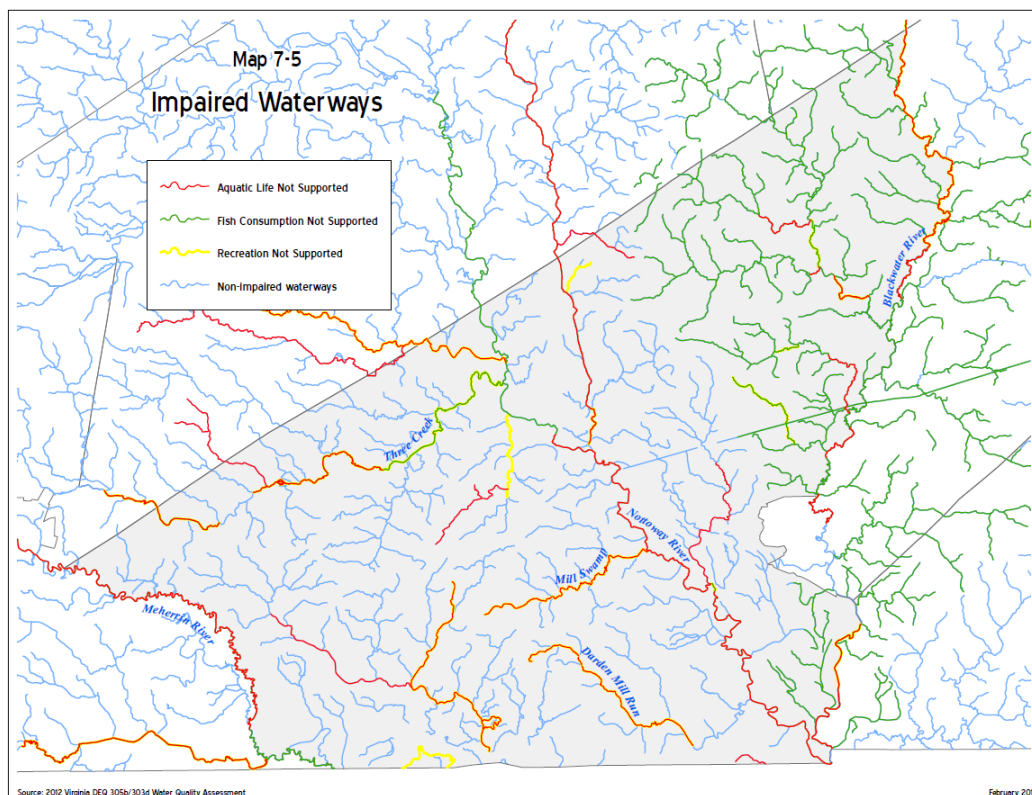 Map 7-5
Impaired Waterways
Aquatic Life Not Supported
Fish Consumption Not Supported
Recreation Not Supported
Non-Impaired waterways
Blackwater River
Three Creek
Nottoway River
Mill Swamp
Meherrin River
Darden Mill Run
Source: 2012 Virginia DEQ 305b/303d Water Quality Assessment
February 201